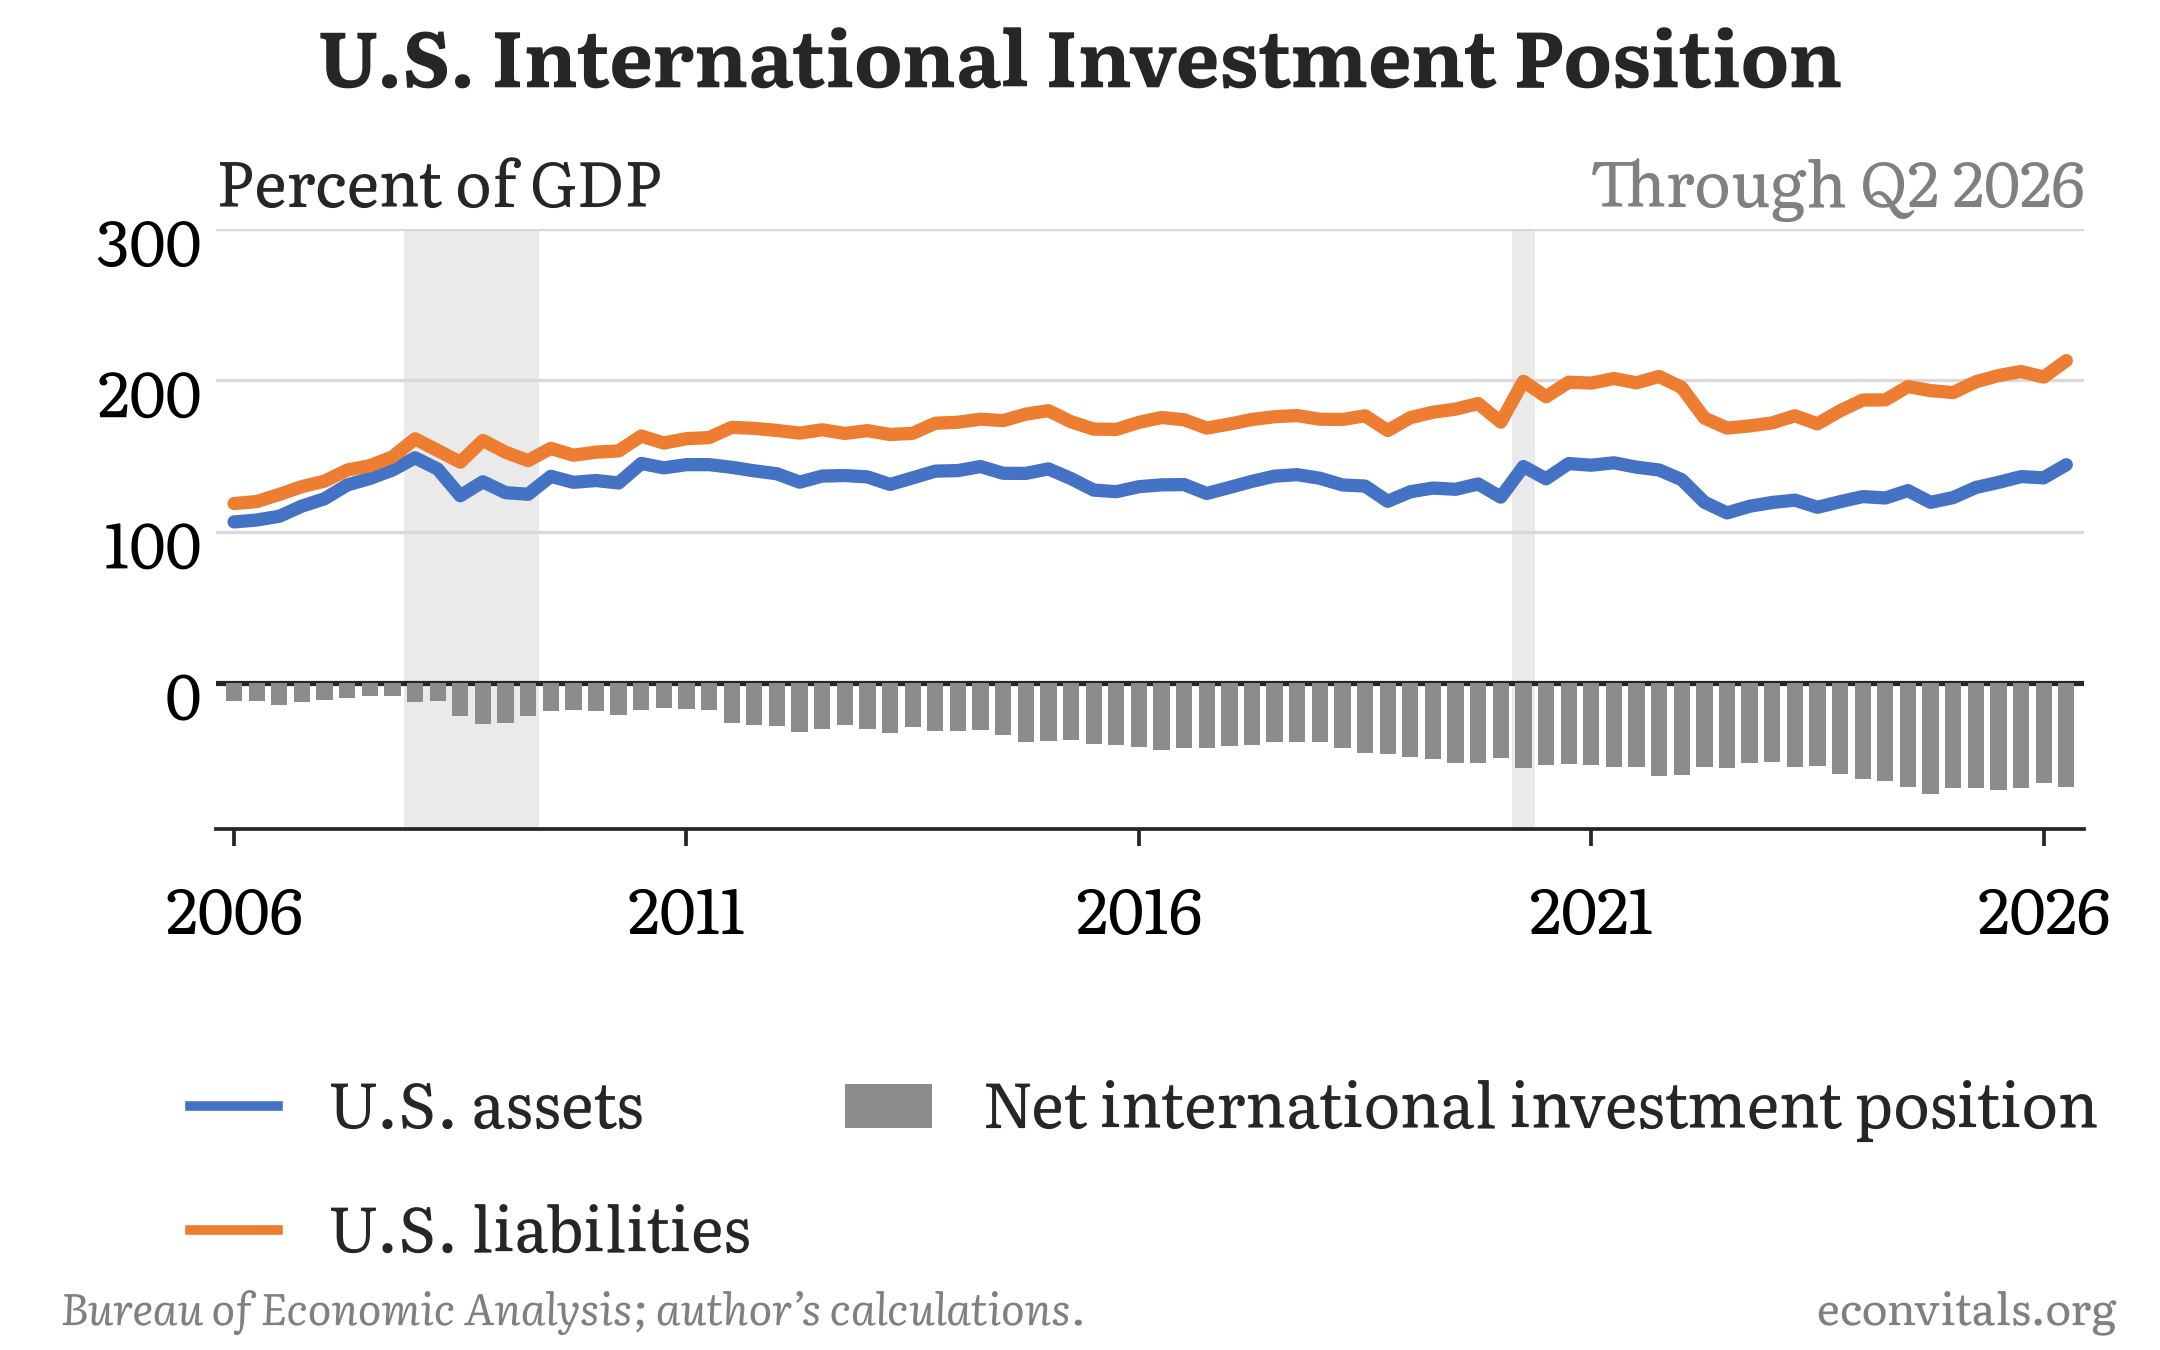 U.S. International Investment Position
Percent of GDP
Through Q2 2026
300
200
100
0
2006 2011 2016 2021 2026
U.S. assets
Net international investment position
U.S. liabilities
Bureau of Economic Analysis; author’s calculations.
econvitals.org